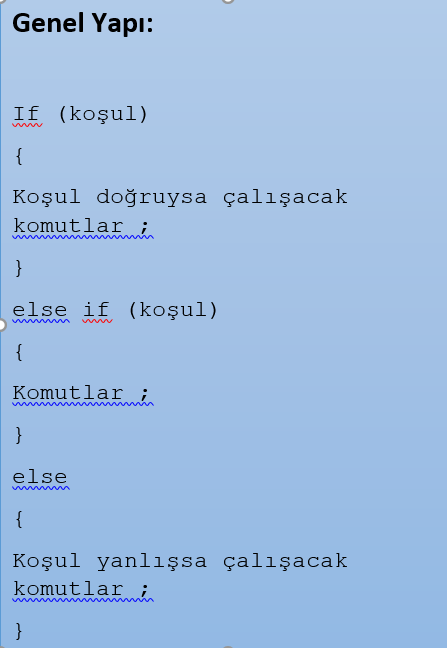 Genel Yapı:
If (koşul)
{
Koşul doğruysa çalışacak
komutlar ;
}
else if (koşul)
{
Komutlar ;
}
else
{
Koşul yanlışsa çalışacak
komutlar ;
}